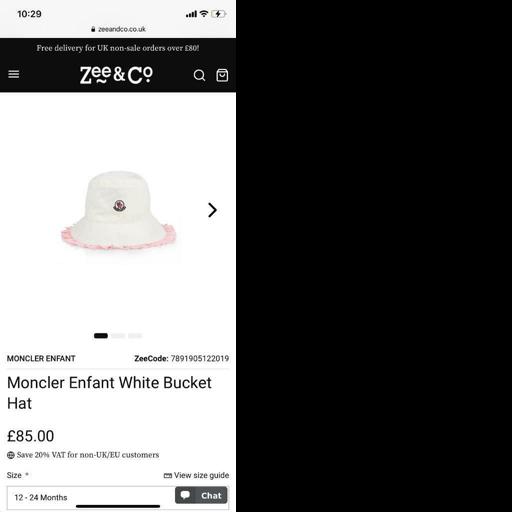 10:29
zeeandco.co.uk
Free delivery for UK non-sale orders over £80!
Zee & Co
MONCLER ENFANT ZeeCode: 7891905122019
Moncler Enfant White Bucket
Hat
£85.00
Save 20% VAT for non-UK/EU customers
Size * View size guide
12 - 24 Months
Chat